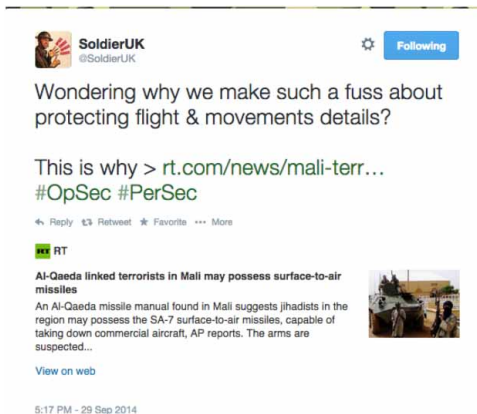 SoldierUK
@SoldierUK
Following
Wondering why we make such a fuss about
protecting flight & movements details?
This is why > rt.com/news/mali-terr...
#OpSec #PerSec
Reply Retweet Favorite ••• More
RT RT
Al-Qaeda linked terrorists in Mali may possess surface-to-air
missiles
An Al-Qaeda missile manual found in Mali suggests jihadists in the
region may possess the SA-7 surface-to-air missiles, capable of
taking down commercial aircraft, AP reports. The arms are
suspected...
View on web
5:17 PM - 29 Sep 2014